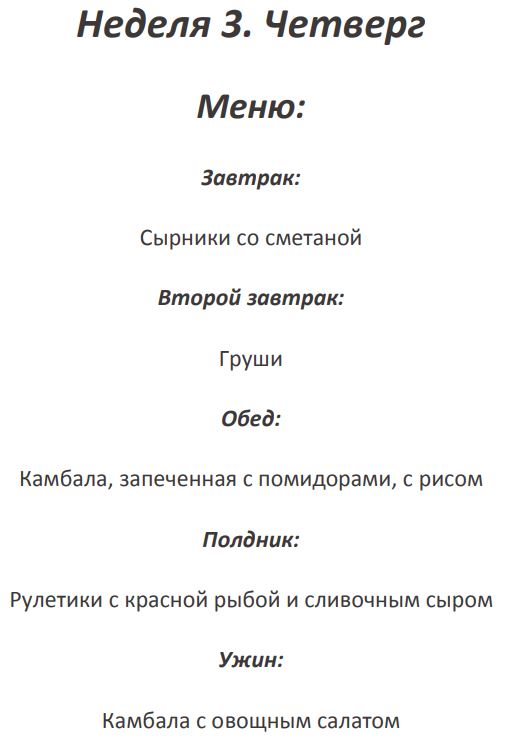 Неделя 3. Четверг
Меню:
Завтрак:
Сырники со сметаной
Второй завтрак:
Груши
Обед:
Камбала, запеченная с помидорами, с рисом
Полдник:
Рулетики с красной рыбой и сливочным сыром
Ужин:
Камбала с овощным салатом